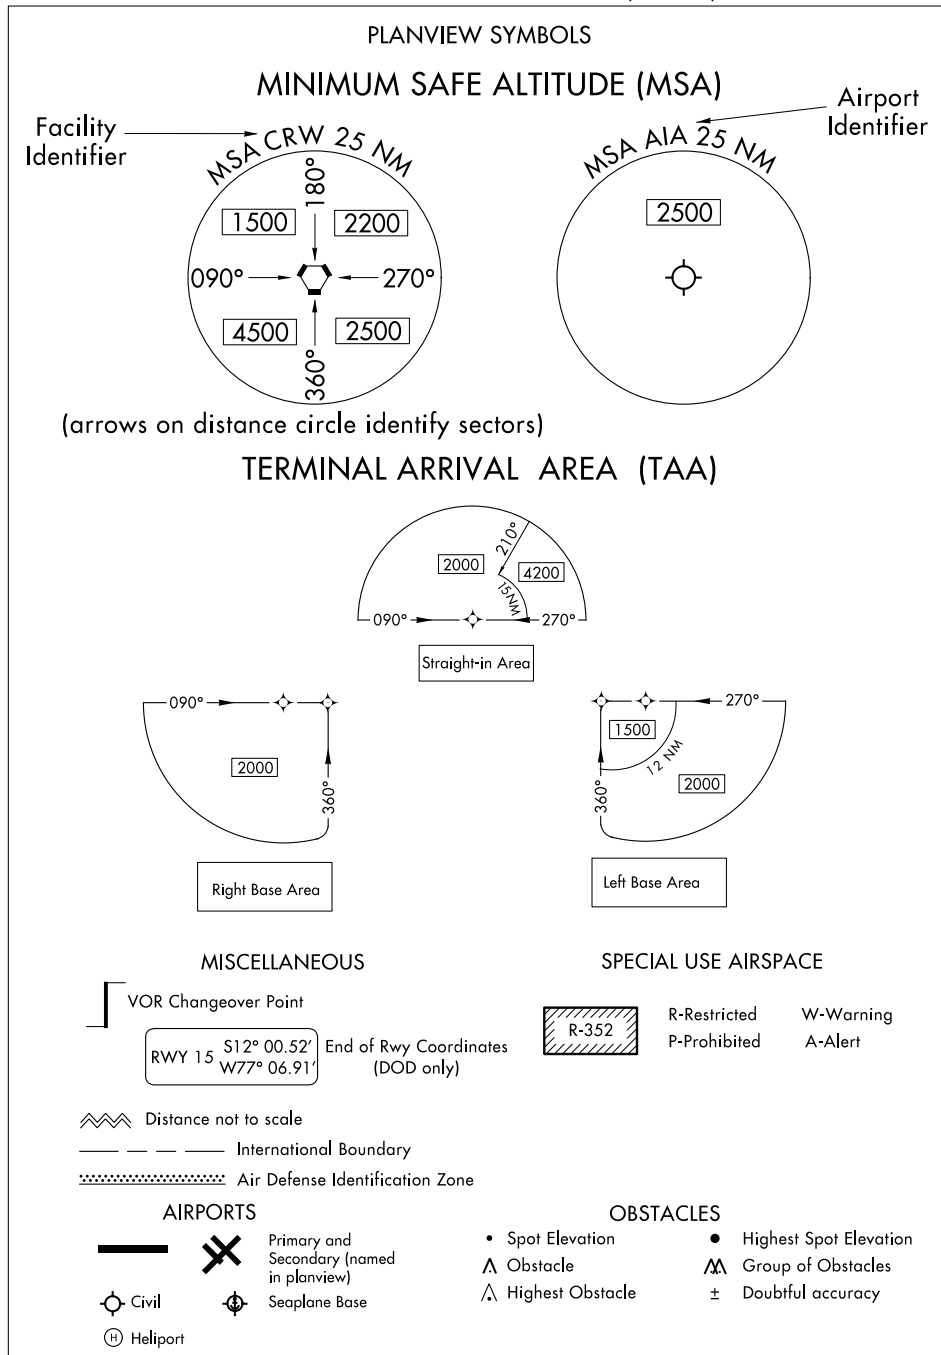 PLANVIEW SYMBOLS
MINIMUM SAFE ALTITUDE (MSA)
Facility
Identifier
Airport
Identifier
MSA CRW 25 NM
MSA AIA 25 NM
180°
1500
2200
2500
090°
270°
4500
2500
360°
(arrows on distance circle identify sectors)
TERMINAL ARRIVAL AREA (TAA)
210°
2000
4200
15NM
090°
270°
Straight-in Area
090°
270°
1500
12 NM
2000
2000
360°
360°
Right Base Area
Left Base Area
MISCELLANEOUS
SPECIAL USE AIRSPACE
VOR Changeover Point
R-352
R-Restricted
W-Warning
P-Prohibited
A-Alert
RWY 15
S12° 00.52'
W77° 06.91'
End of Rwy Coordinates
(DOD only)
Distance not to scale
International Boundary
Air Defense Identification Zone
AIRPORTS
OBSTACLES
Primary and
Secondary (named
in planview)
Spot Elevation
Highest Spot Elevation
Obstacle
Group of Obstacles
Civil
Seaplane Base
Highest Obstacle
± Doubtful accuracy
H
Heliport